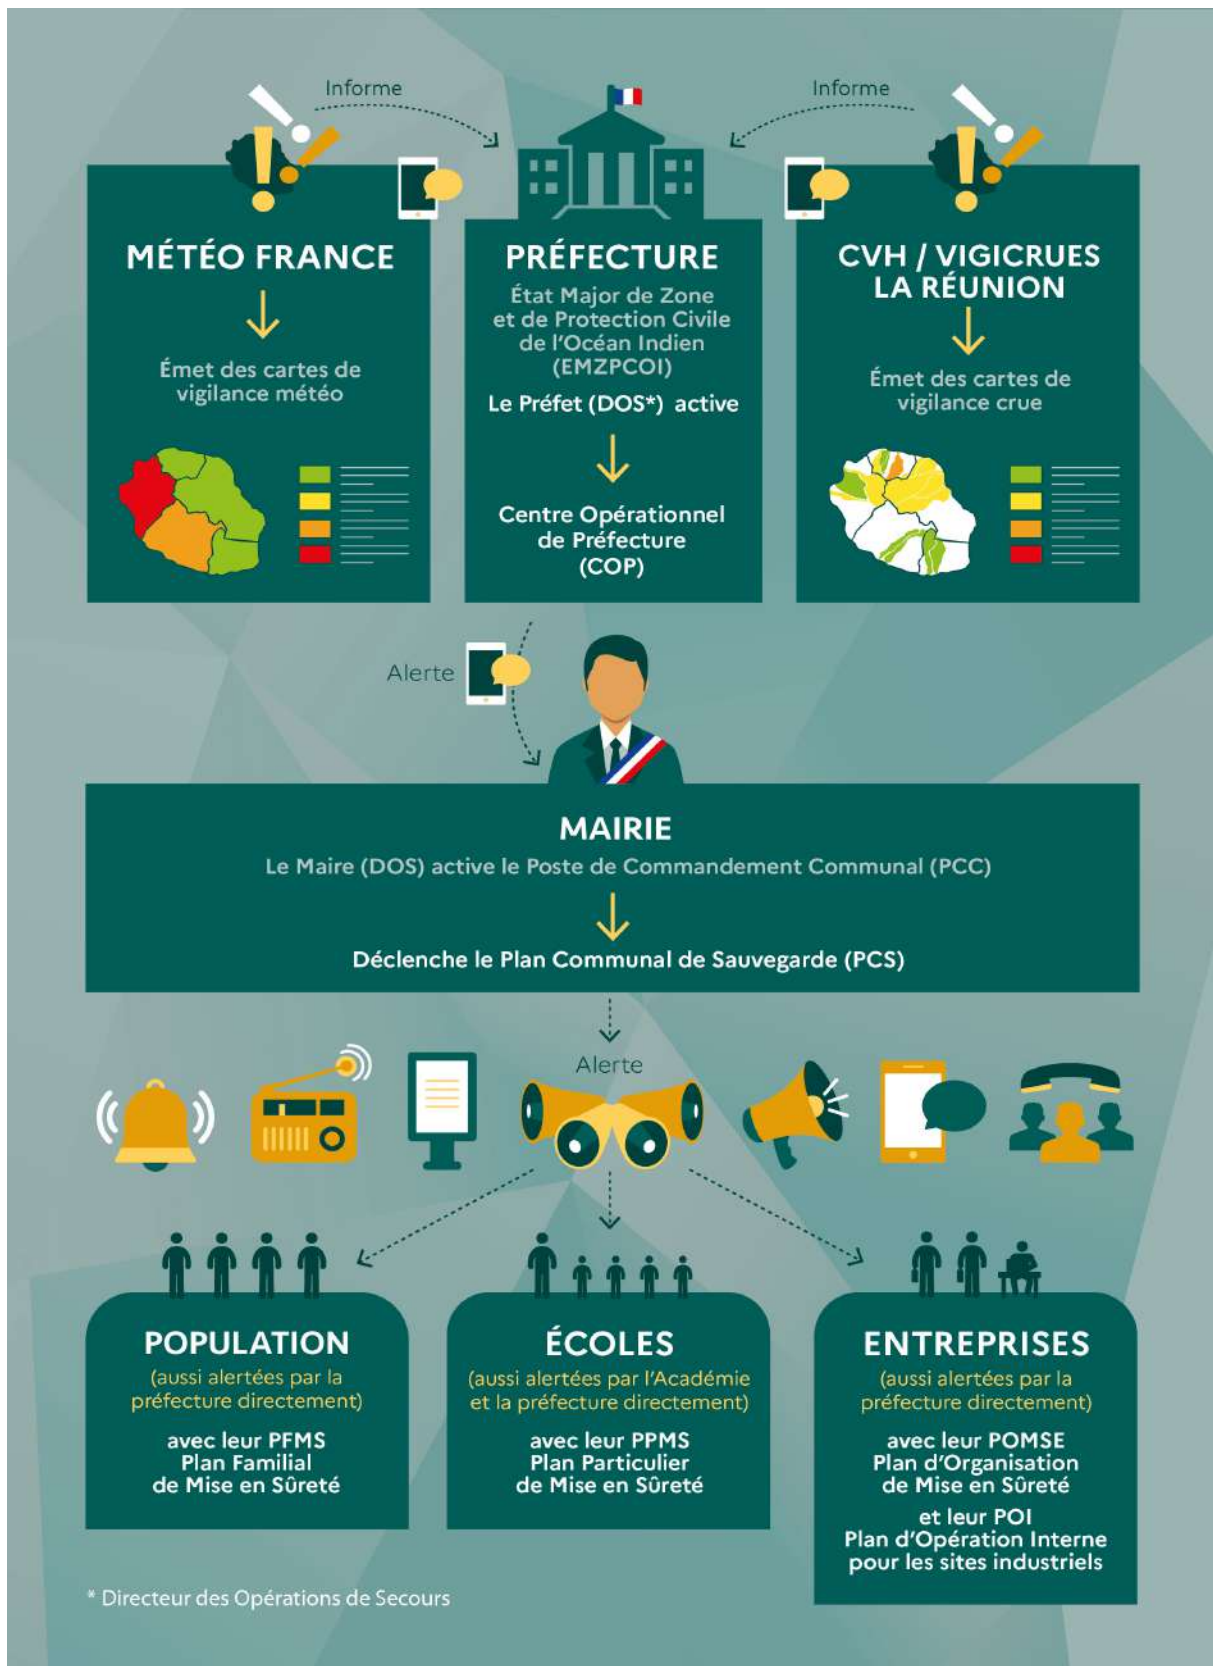 Informe
Informe
MÉTÉO FRANCE
Émet des cartes de
vigilance météo
PRÉFECTURE
État Major de Zone
et de Protection Civile
de l'Océan Indien
(EMZPCOI)
Le Préfet (DOS*) active
Centre Opérationnel
de Préfecture
(COP)
CVH / VIGICRUES
LA RÉUNION
Émet des cartes de
vigilance crue
Alerte
MAIRIE
Le Maire (DOS) active le Poste de Commandement Communal (PCC)
Déclenche le Plan Communal de Sauvegarde (PCS)
Alerte
POPULATION
(aussi alertées par la
préfecture directement)
avec leur PFMS
Plan Familial
de Mise en Sûreté
ÉCOLES
(aussi alertées par l'Académie
et la préfecture directement)
avec leur PPMS
Plan Particulier
de Mise en Sûreté
ENTREPRISES
(aussi alertées par la
préfecture directement)
avec leur POMSE
Plan d'Organisation
de Mise en Sûreté
et leur POI
Plan d'Opération Interne
pour les sites industriels
* Directeur des Opérations de Secours